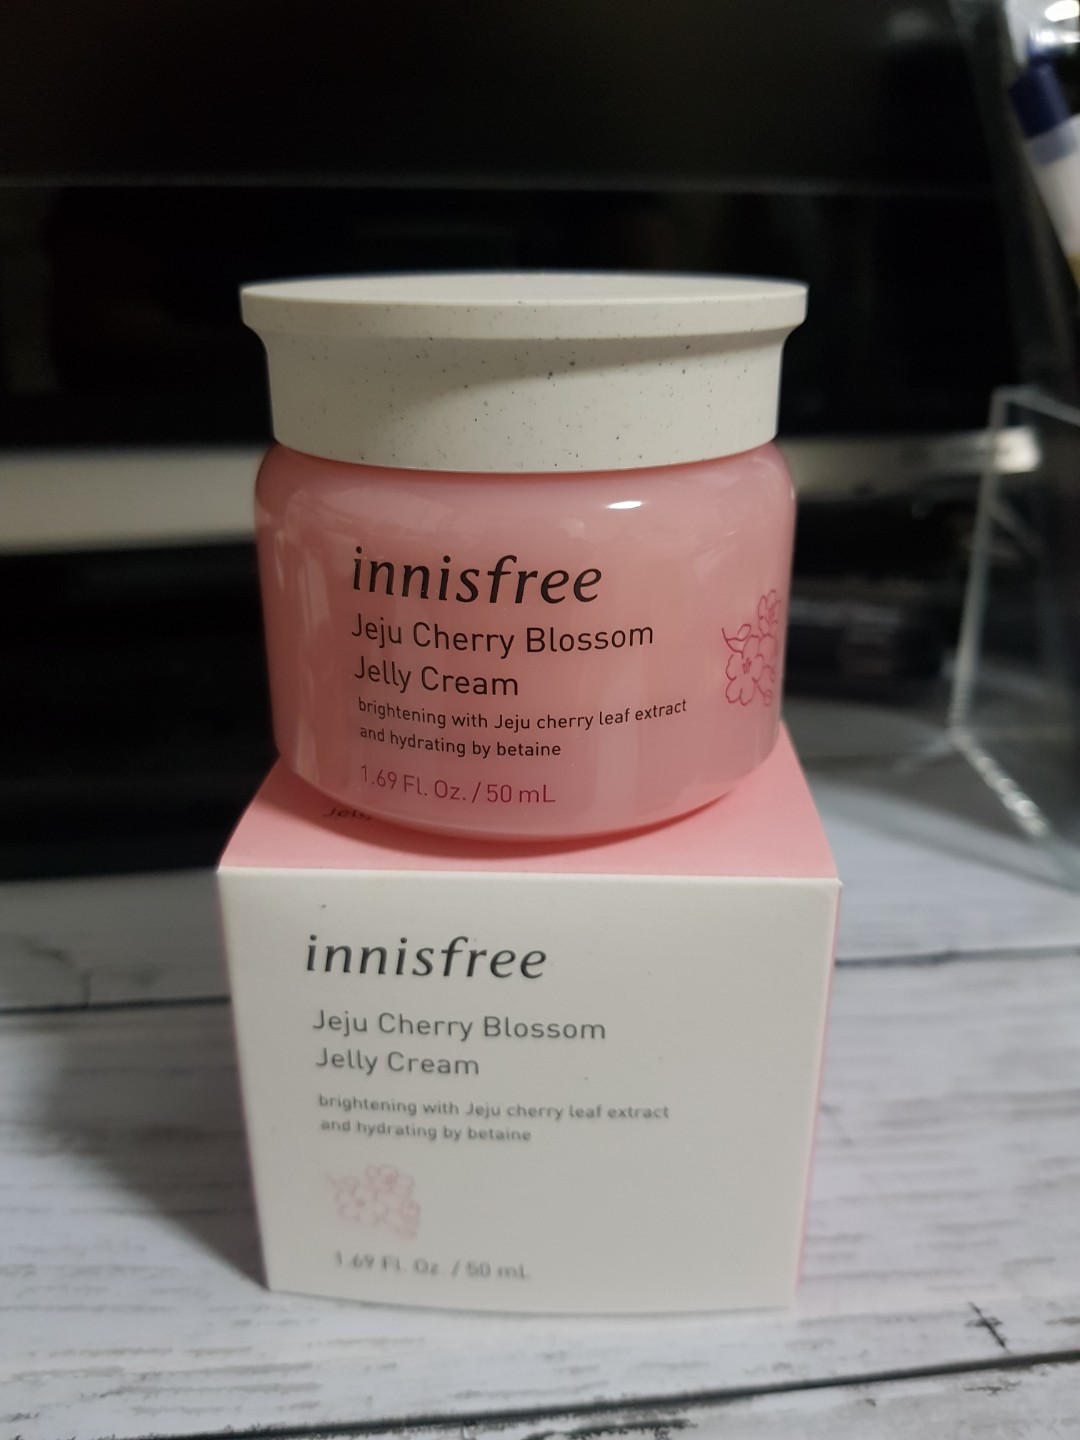 innisfree
Jeju Cherry Blossom
Jelly Cream
brightening with Jeju cherry leaf extract
and hydrating by betaine
1.69 Fl. Oz. / 50 mL
innisfree
Jeju Cherry Blossom
Jelly Cream
brightening with Jeju cherry leaf extract
and hydrating by betaine
1.69 Fl. Oz. / 50 mL